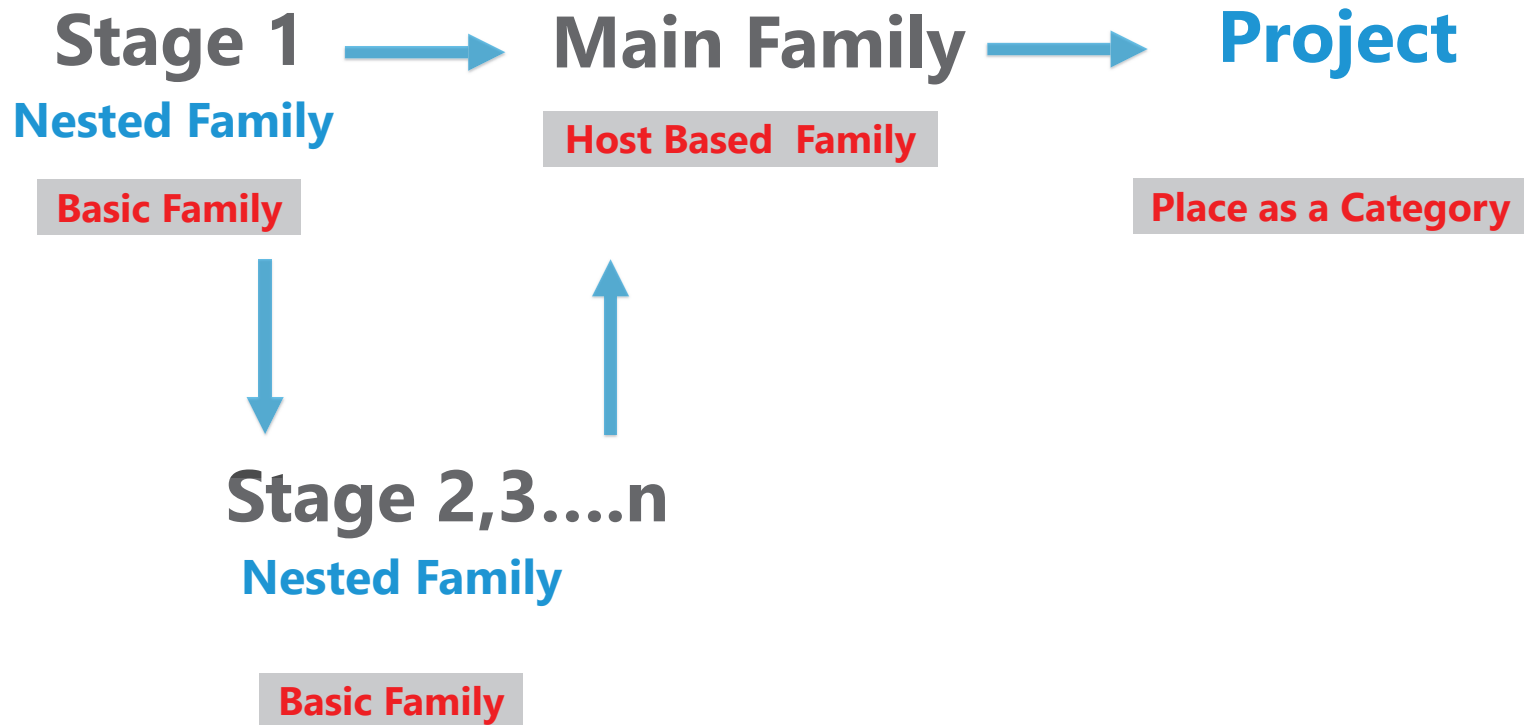 Stage 1
Nested Family
Basic Family
Main Family
Host Based Family
Project
Place as a Category
Stage 2,3....n
Nested Family
Basic Family